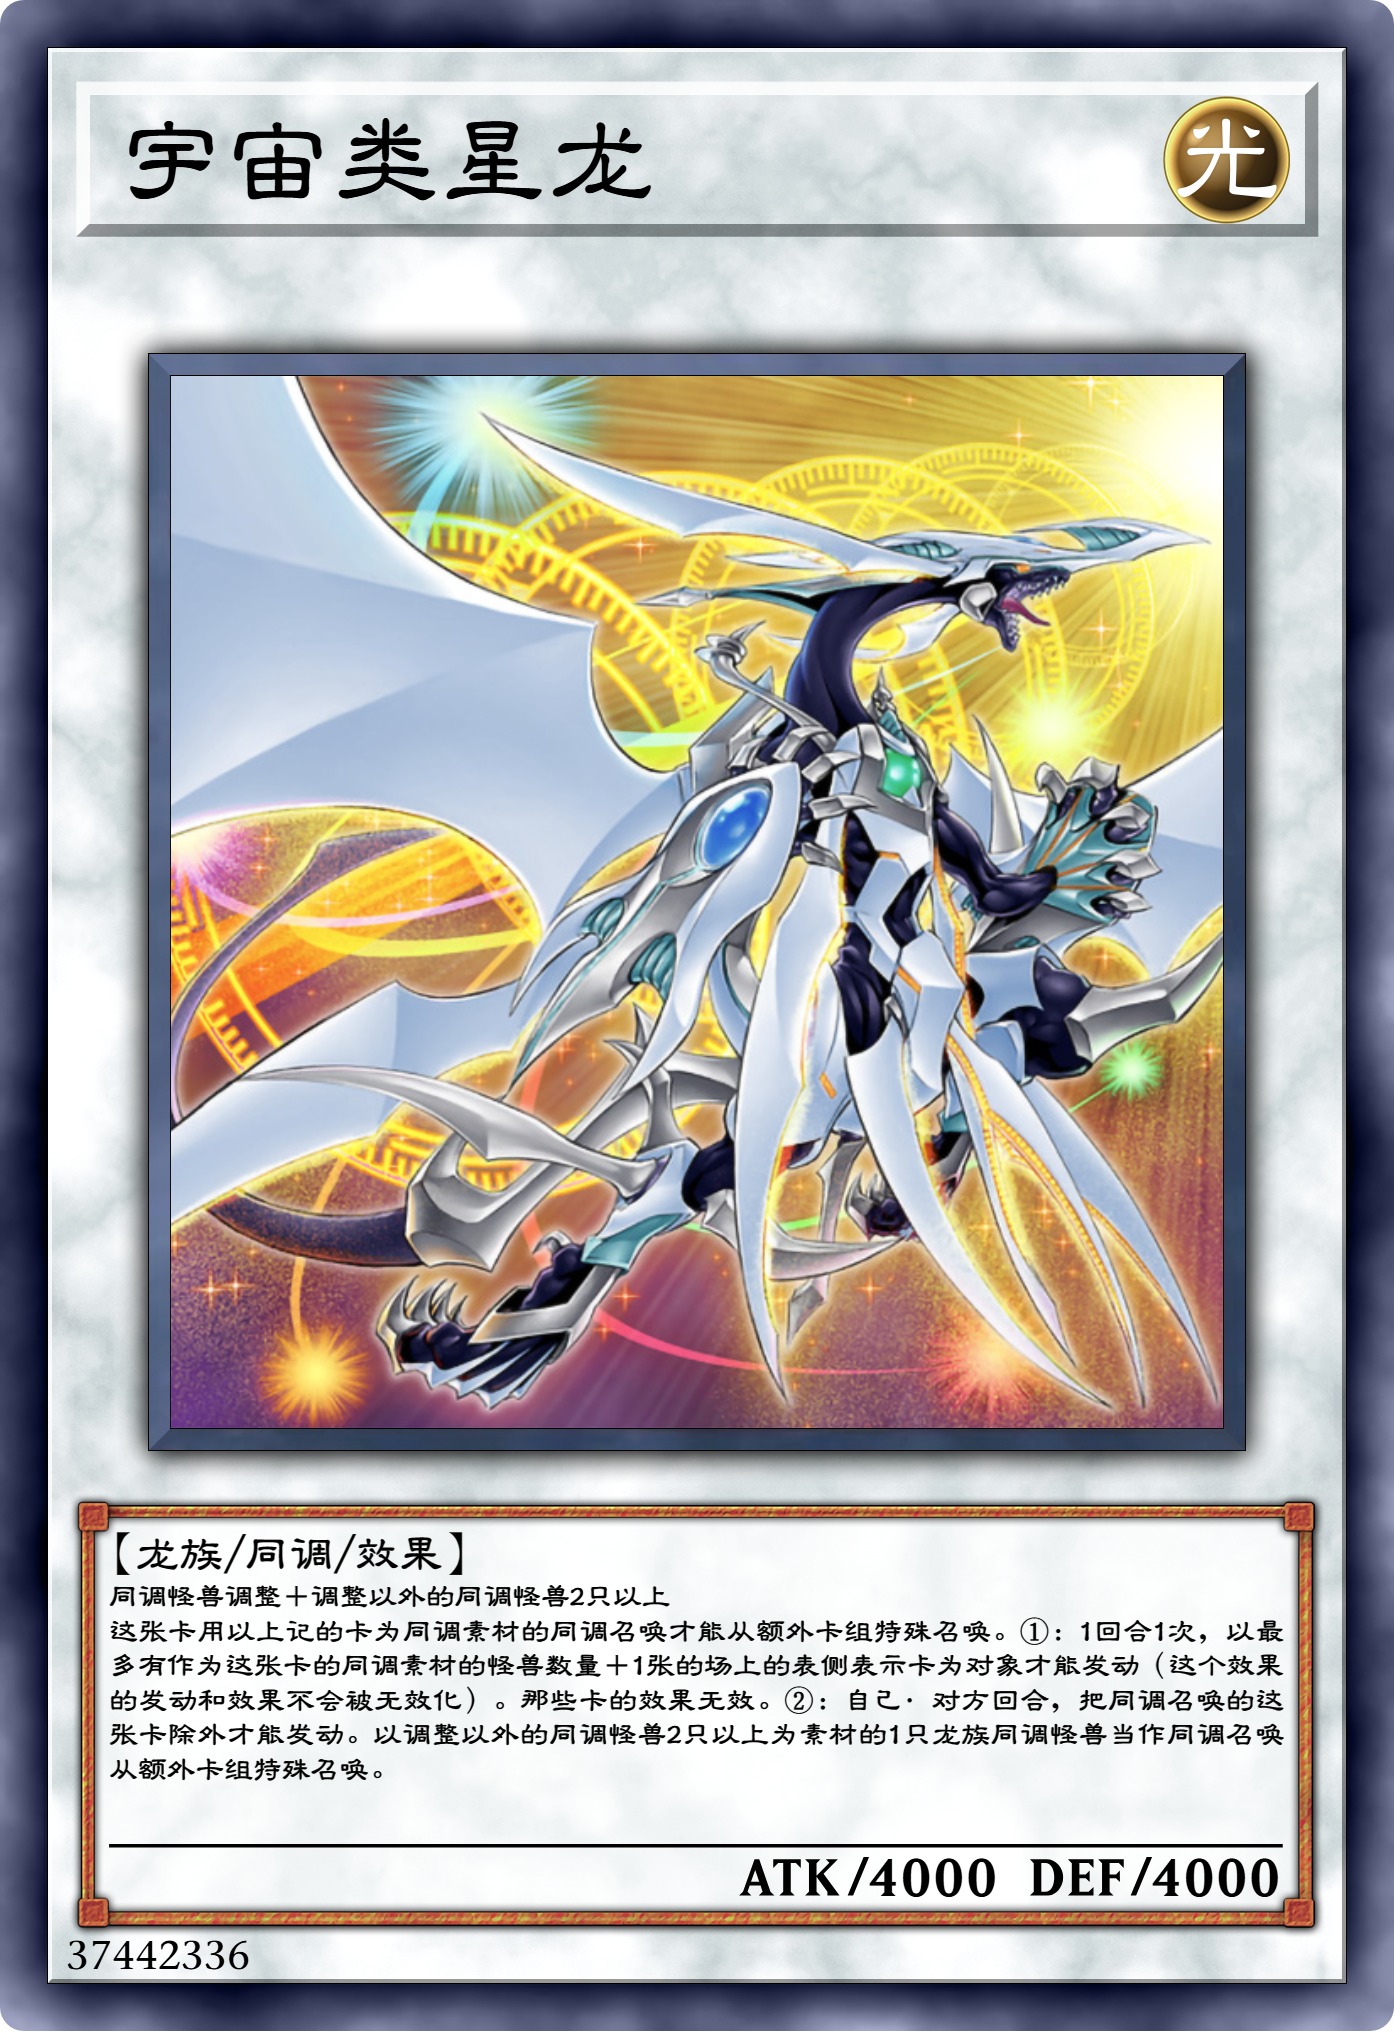 宇宙类星龙
光
【龙族/同调/效果】
同调怪兽调整＋调整以外的同调怪兽2只以上
这张卡用以上记的卡为同调素材的同调召唤才能从额外卡组特殊召唤。①：1回合1次，以最
多有作为这张卡的同调素材的怪兽数量＋1张的场上的表侧表示卡为对象才能发动（这个效果
的发动和效果不会被无效化）。那些卡的效果无效。②：自己·对方回合，把同调召唤的这
张卡除外才能发动。以调整以外的同调怪兽2只以上为素材的1只龙族同调怪兽当作同调召唤
从额外卡组特殊召唤。
ATK/4000 DEF/4000
37442336